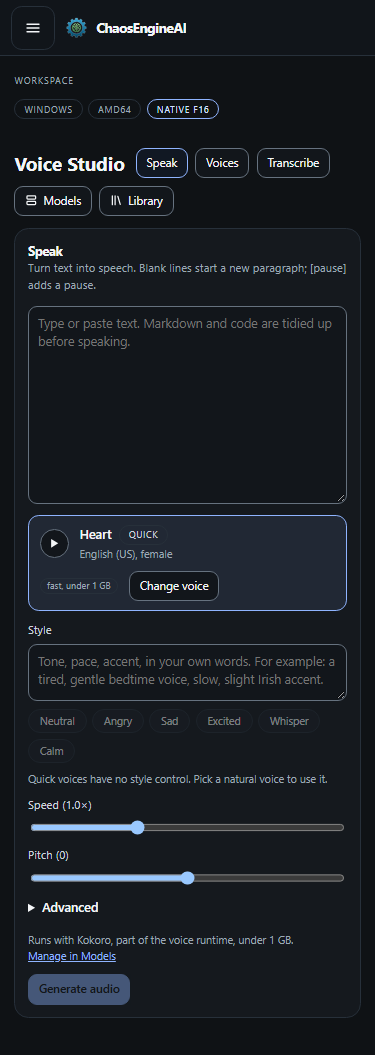 ChaosEngineAI
WORKSPACE
WINDOWS AMD64 NATIVE F16
Voice Studio Speak Voices Transcribe
Models Library
Speak
Turn text into speech. Blank lines start a new paragraph; [pause]
adds a pause.
Type or paste text. Markdown and code are tidied up
before speaking.
Heart QUICK
English (US), female
fast, under 1 GB Change voice
Style
Tone, pace, accent, in your own words. For example: a
tired, gentle bedtime voice, slow, slight Irish accent.
Neutral Angry Sad Excited Whisper
Calm
Quick voices have no style control. Pick a natural voice to use it.
Speed (1.0×)
Pitch (0)
Advanced
Runs with Kokoro, part of the voice runtime, under 1 GB.
Manage in Models
Generate audio